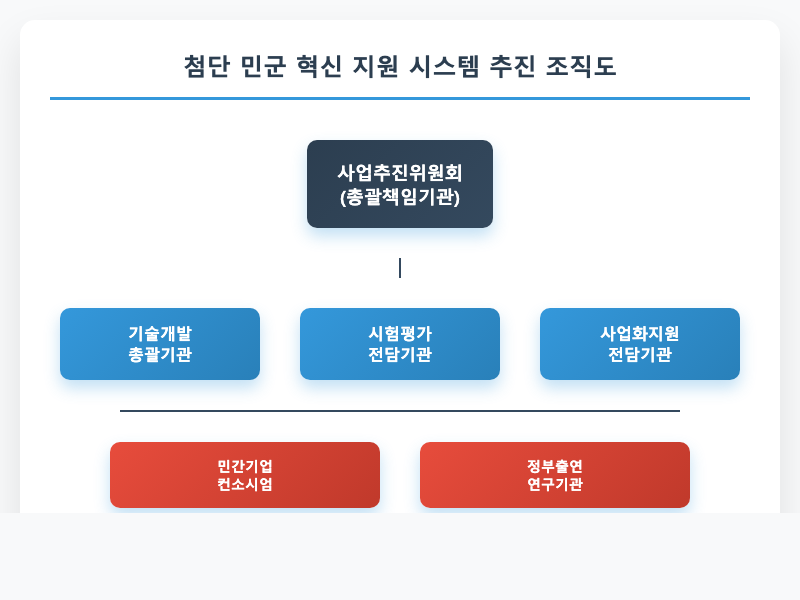 첨단 민군 혁신 지원 시스템 추진 조직도
사업추진위원회
(총괄책임기관)
기술개발
총괄기관
시험평가
전담기관
사업화지원
전담기관
민간기업
컨소시엄
정부출연
연구기관